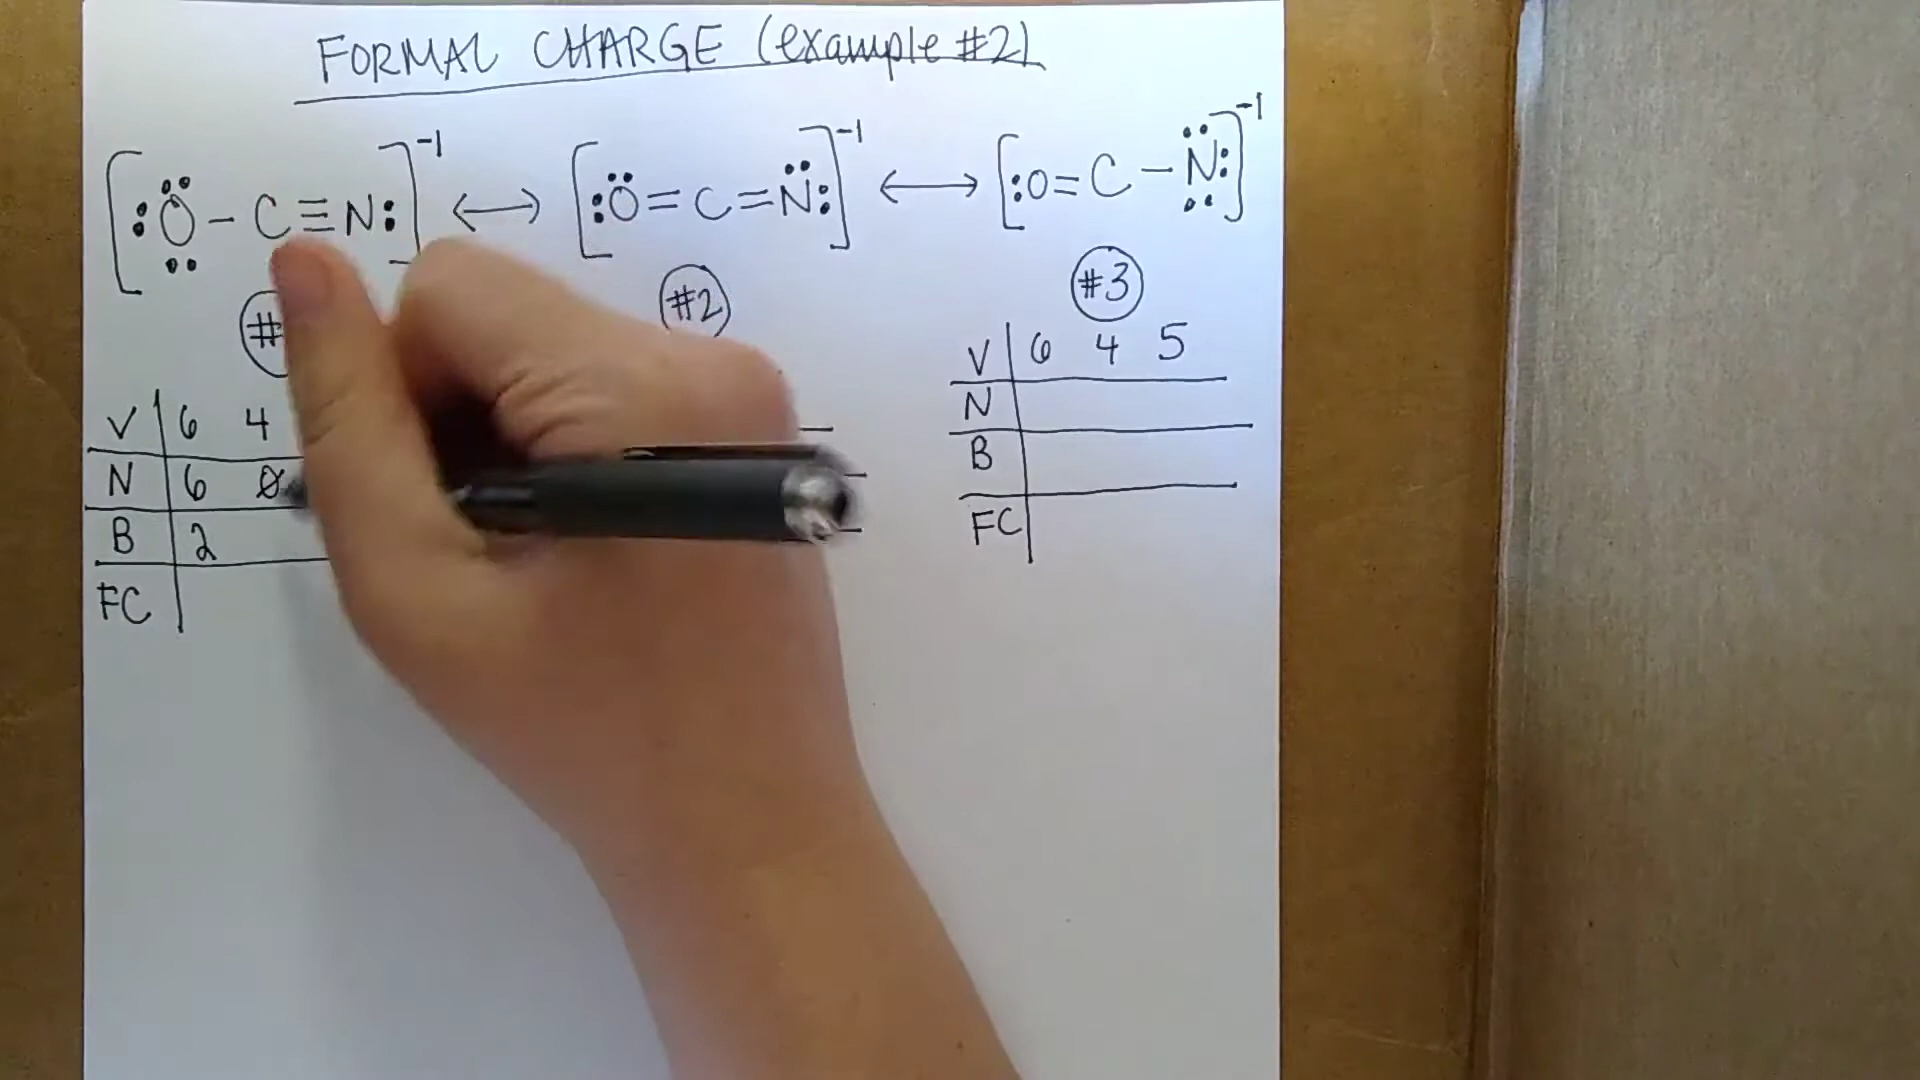 FORMAL CHARGE (example #2)
[:Ö-C≡N:]⁻¹ ⟷ [:Ö=C=N̈:]⁻¹ ⟷ [:O=C-N̈:]⁻¹
# #2 #3
V 6 4
N 6 0
B 2
FC
V 6 4 5
N
B
FC